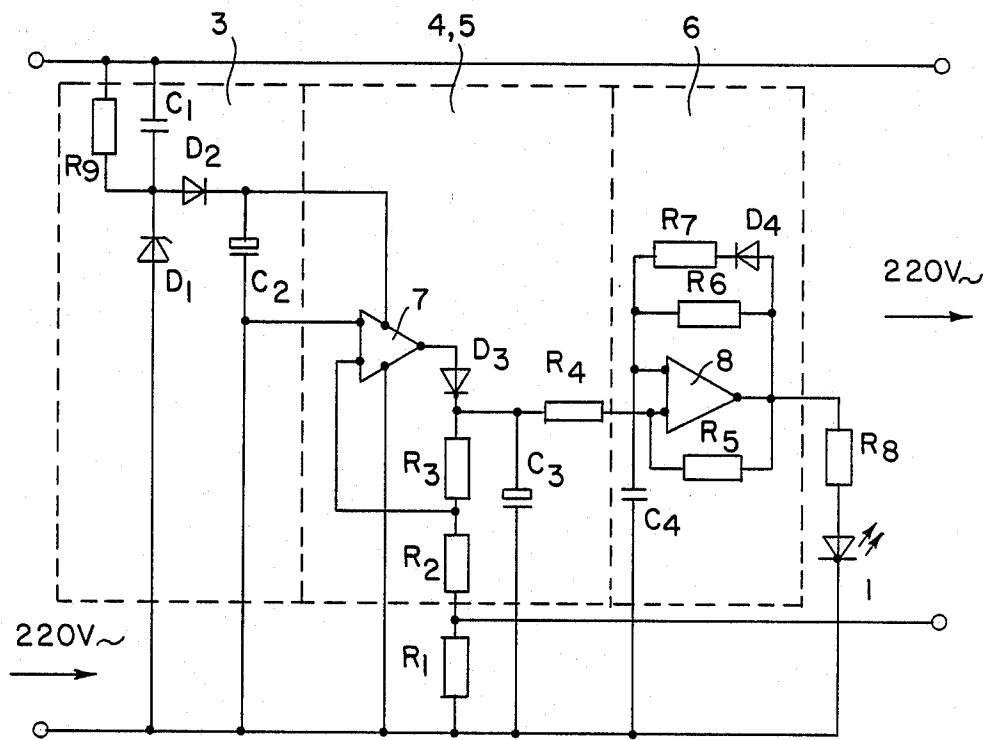 3 4,5 6
C1
R9 D2
D1 C2
7
R7 D4
R6
220V~
D3 R4 8
R5 R8
R3 C3 C4
R2
1
220V~
R1